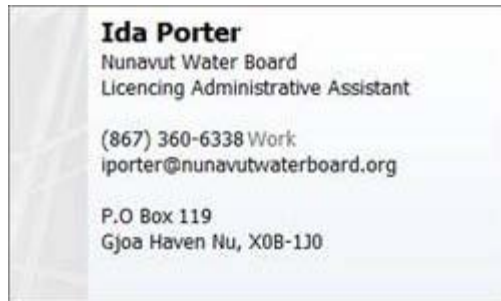 Ida Porter
Nunavut Water Board
Licencing Administrative Assistant
(867) 360-6338 Work
iporter@nunavutwaterboard.org
P.O Box 119
Gjoa Haven Nu, X0B-1J0